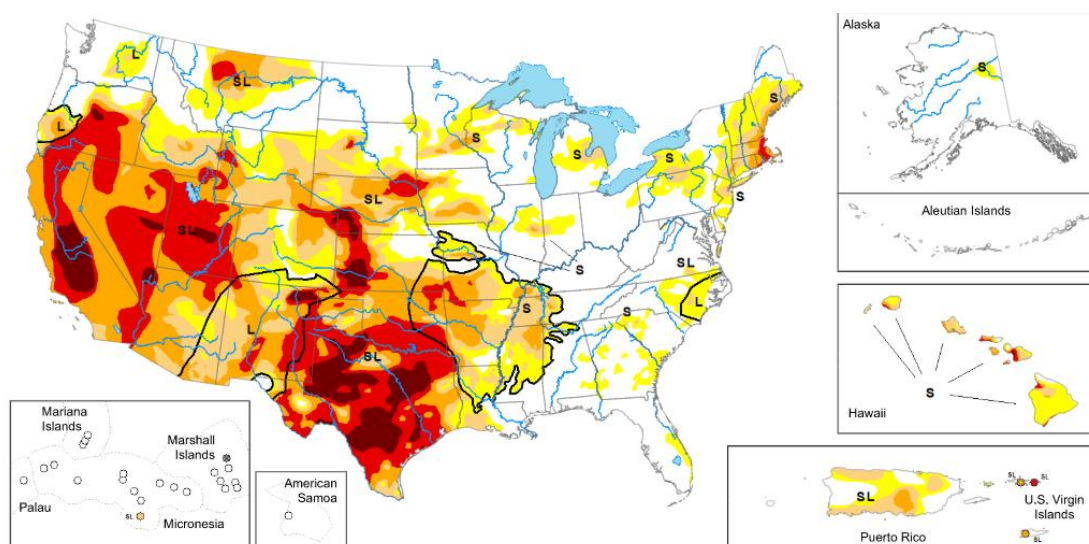 Alaska
S
Aleutian Islands
L
SL
L
S
S
S
S
S
SL
SL
S
SL
L
L
S
S
SL
S
Hawaii
Mariana
Islands
Marshall
Islands
Palau
SL
Micronesia
American
Samoa
SL
SL
SL
U.S. Virgin
Islands
SL
Puerto Rico